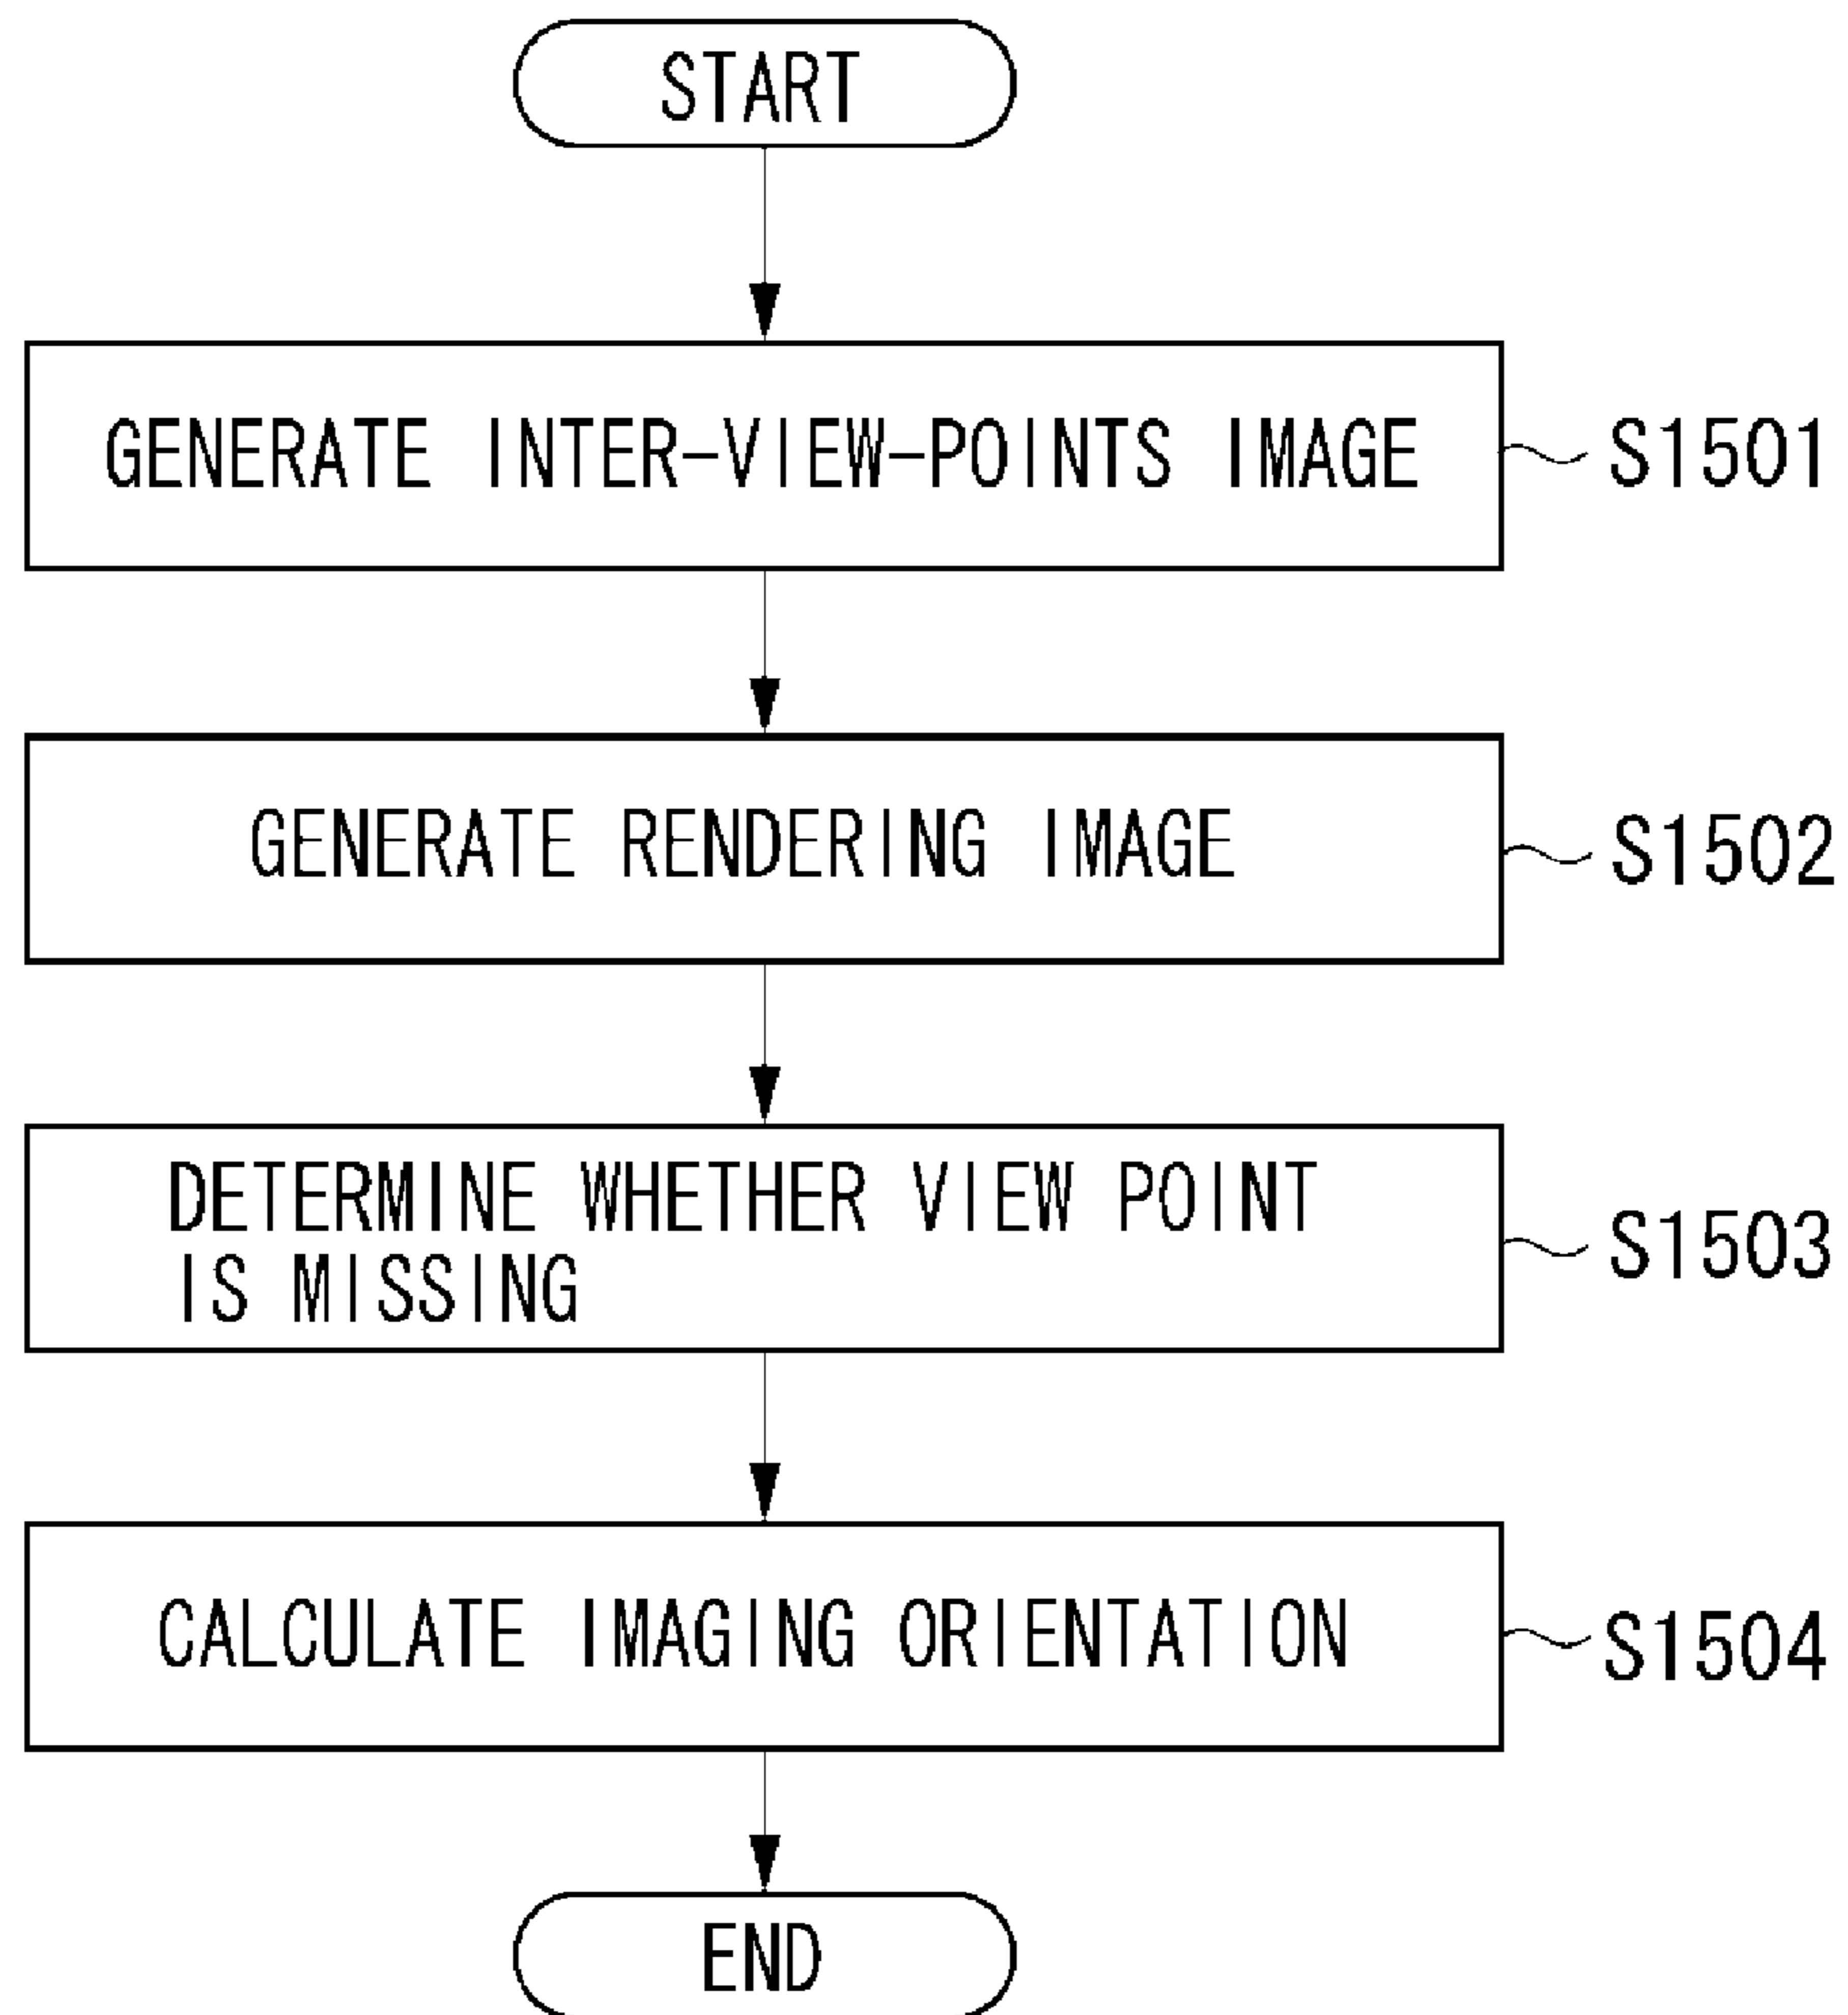 START
GENERATE INTER-VIEW-POINTS IMAGE
S1501
GENERATE RENDERING IMAGE
S1502
DETERMINE WHETHER VIEW POINT
IS MISSING
S1503
CALCULATE IMAGING ORIENTATION
S1504
END